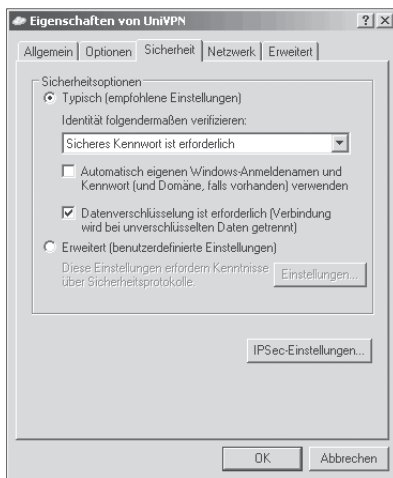 Eigenschaften von UniVPN
Allgemein Optionen Sicherheit Netzwerk Erweitert
Sicherheitsoptionen
Typisch (empfohlene Einstellungen)
Identität folgendermaßen verifizieren:
Sicheres Kennwort ist erforderlich
Automatisch eigenen Windows-Anmeldenamen und
Kennwort (und Domäne, falls vorhanden) verwenden
Datenverschlüsselung ist erforderlich (Verbindung
wird bei unverschlüsselten Daten getrennt)
Erweitert (benutzerdefinierte Einstellungen)
Diese Einstellungen erfordern Kenntnisse
über Sicherheitsprotokolle.
Einstellungen...
IPSec-Einstellungen...
OK Abbrechen